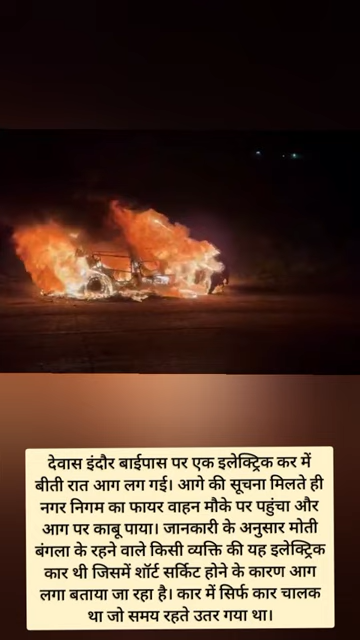 देवास इंदौर बाईपास पर एक इलेक्ट्रिक कर में
बीती रात आग लग गई। आगे की सूचना मिलते ही
नगर निगम का फायर वाहन मौके पर पहुंचा और
आग पर काबू पाया। जानकारी के अनुसार मोती
बंगला के रहने वाले किसी व्यक्ति की यह इलेक्ट्रिक
कार थी जिसमें शॉर्ट सर्किट होने के कारण आग
लगा बताया जा रहा है। कार में सिर्फ कार चालक
था जो समय रहते उतर गया था।